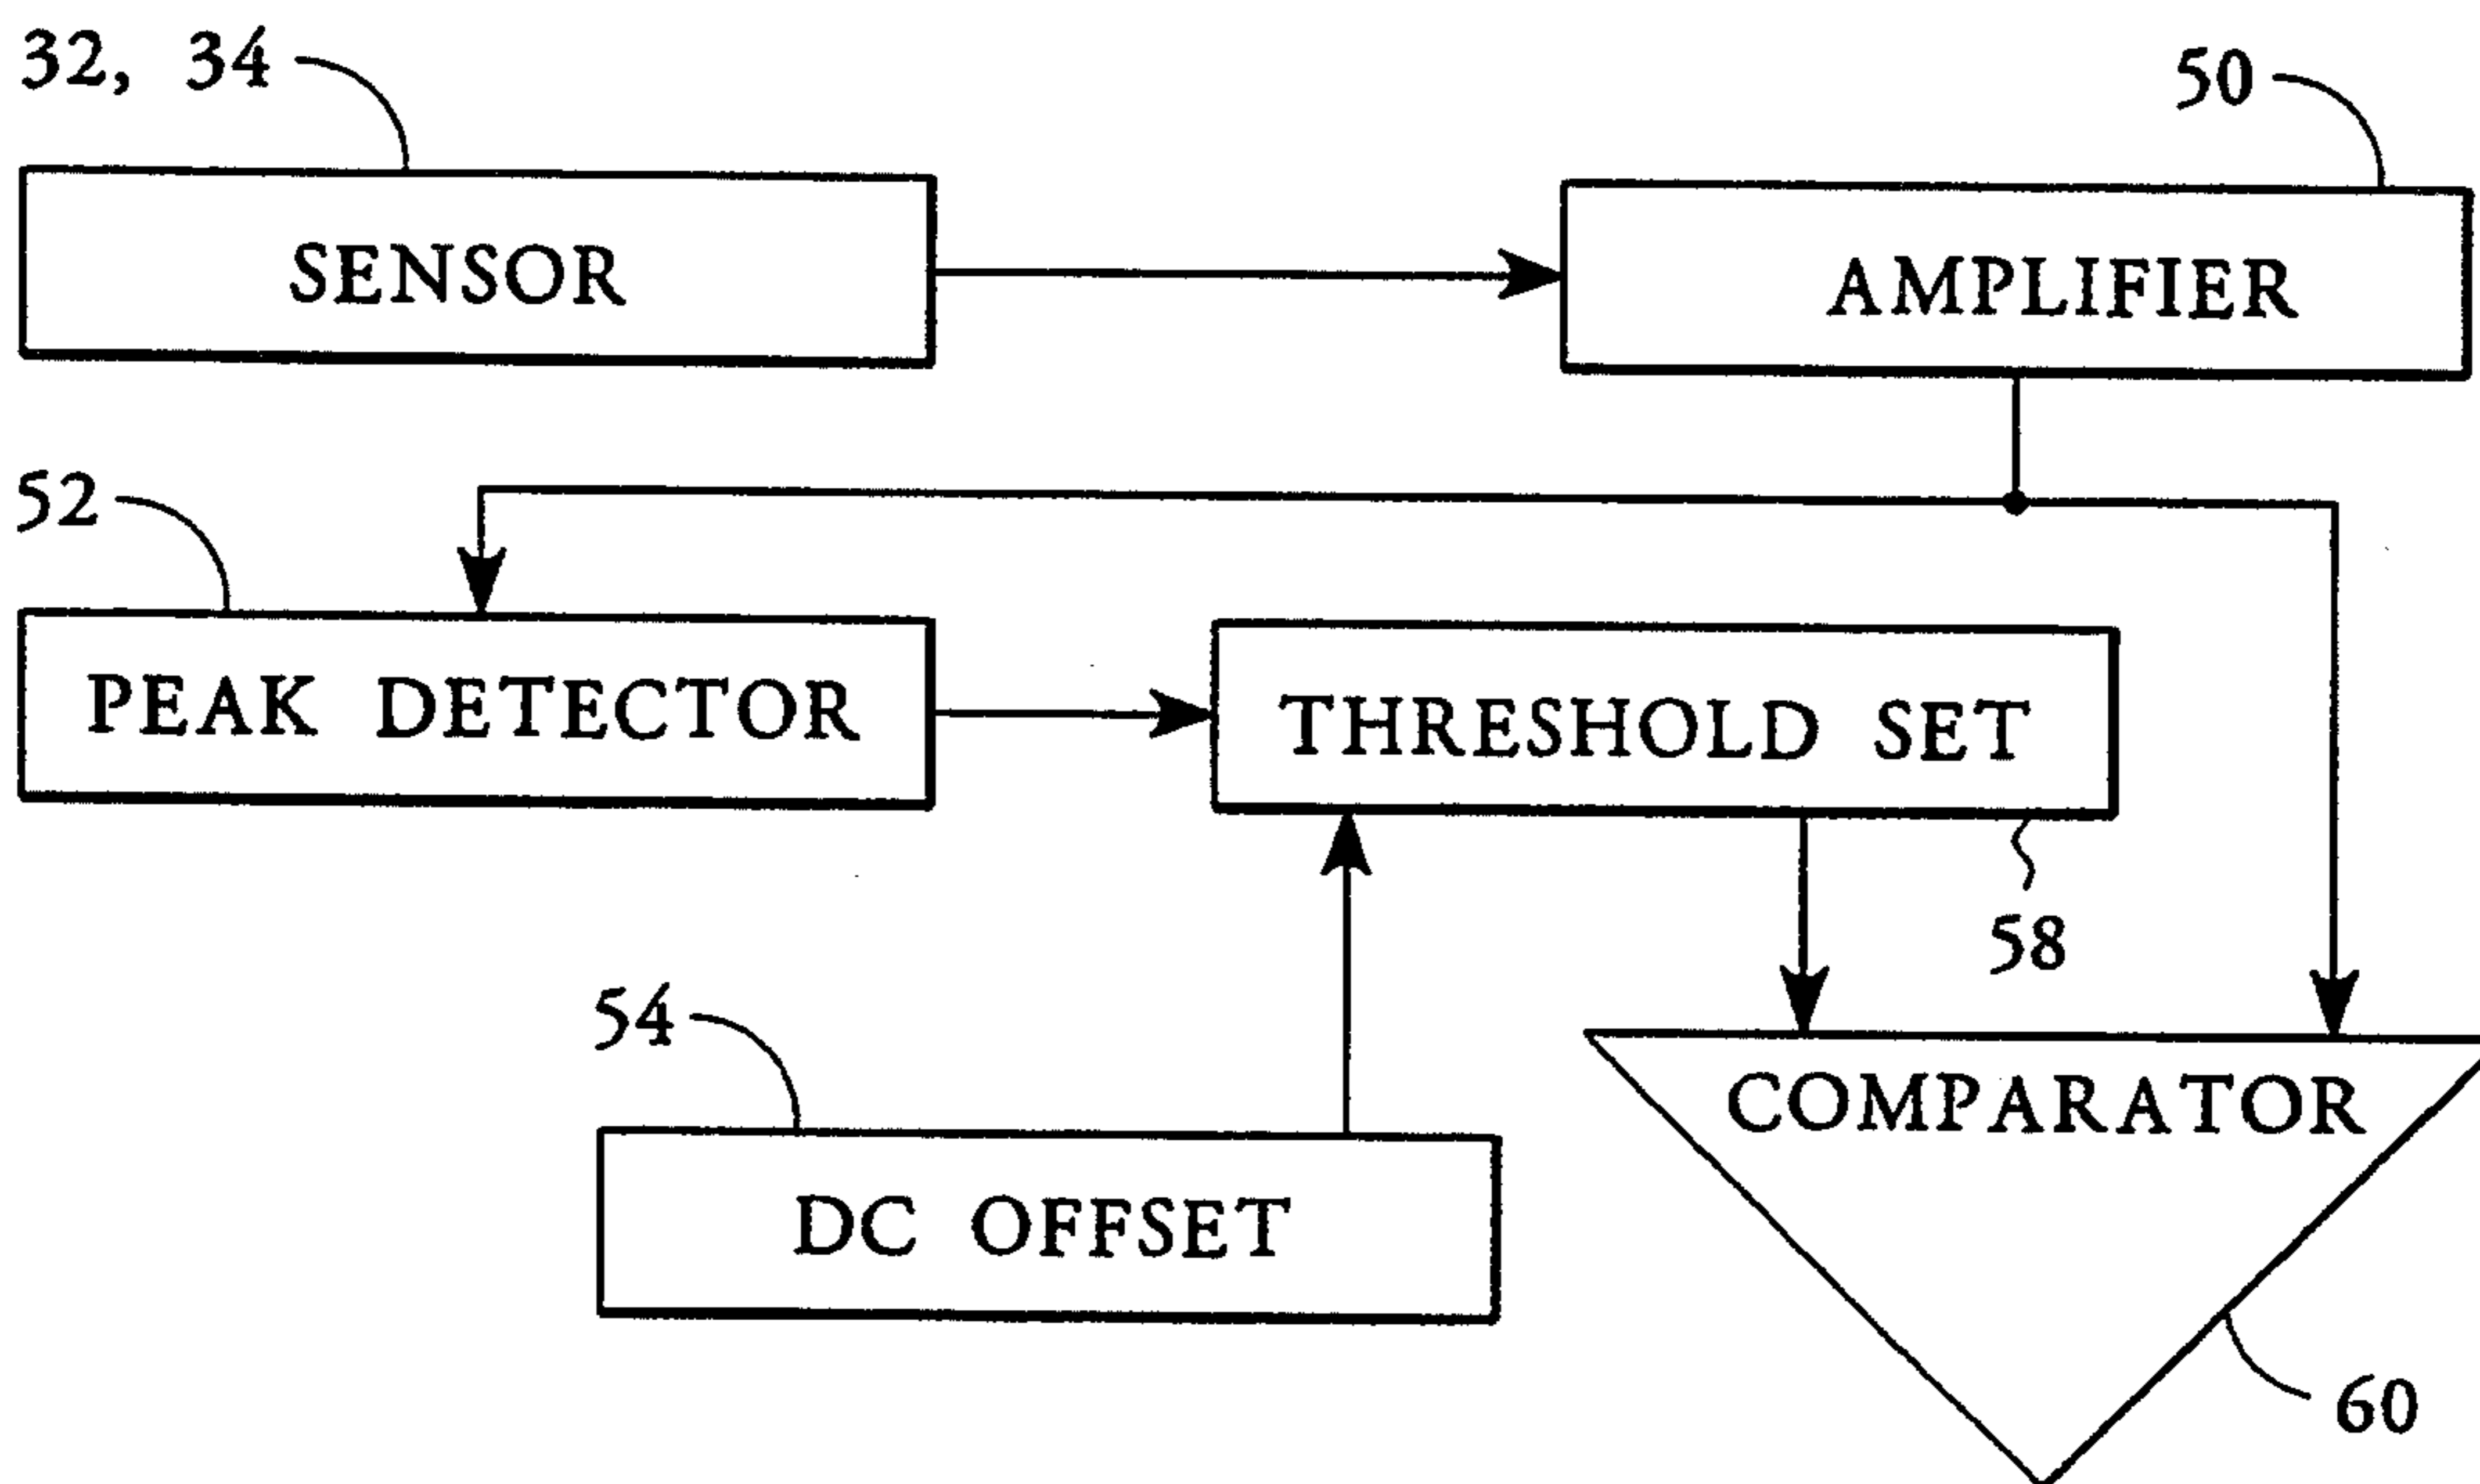 32, 34
50
SENSOR
AMPLIFIER
52
PEAK DETECTOR
THRESHOLD SET
58
54
COMPARATOR
DC OFFSET
60